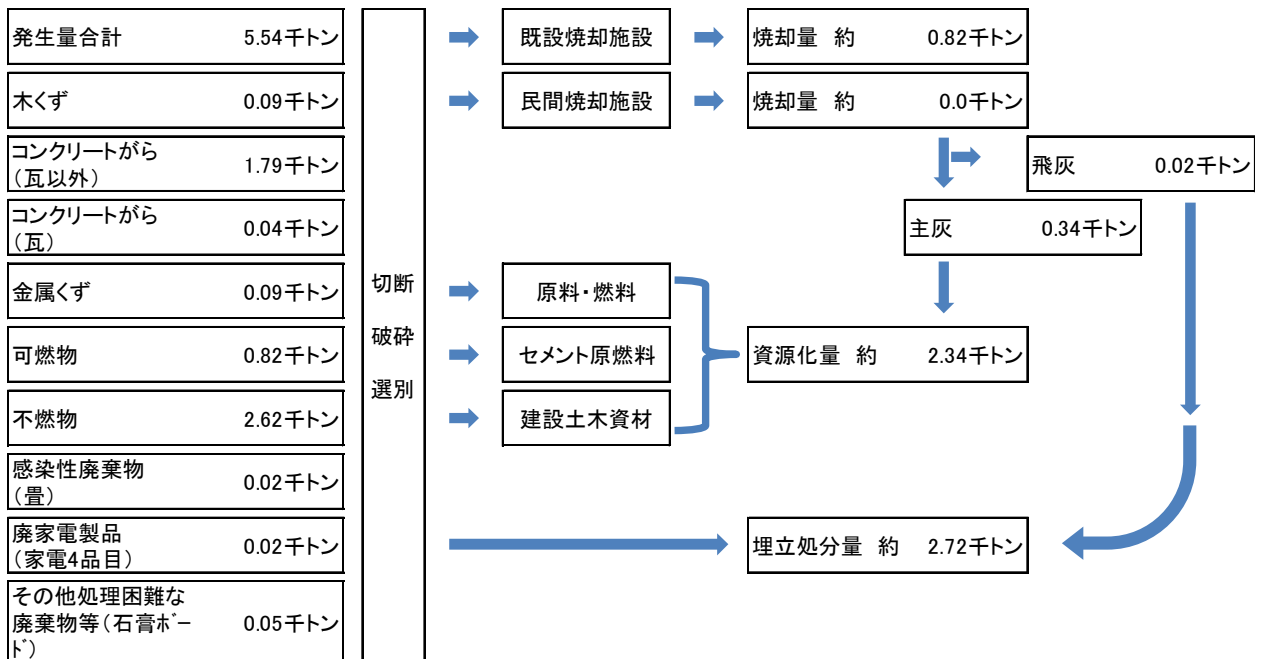 発生量合計 5.54千トン
木くず 0.09千トン
コンクリートがら
(瓦以外) 1.79千トン
コンクリートがら
(瓦) 0.04千トン
金属くず 0.09千トン
可燃物 0.82千トン
不燃物 2.62千トン
感染性廃棄物
(畳) 0.02千トン
廃家電製品
(家電4品目) 0.02千トン
その他処理困難な
廃棄物等(石膏ボー
ド) 0.05千トン
切断
破砕
選別
既設焼却施設
民間焼却施設
原料・燃料
セメント原燃料
建設土木資材
焼却量 約 0.82千トン
焼却量 約 0.0千トン
飛灰 0.02千トン
主灰 0.34千トン
資源化量 約 2.34千トン
埋立処分量 約 2.72千トン